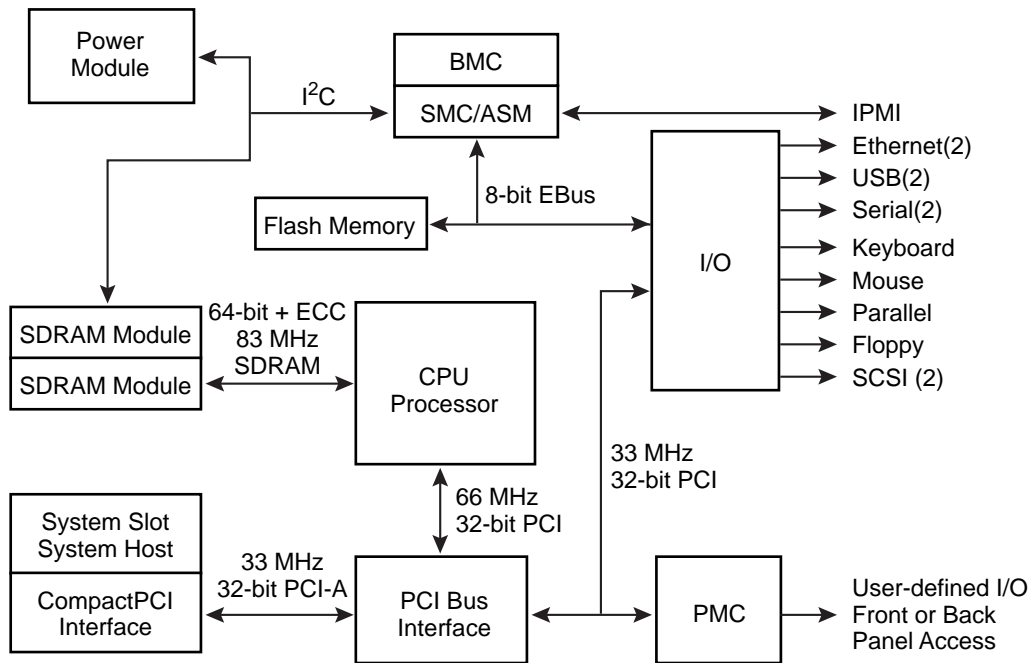 Power
Module
BMC
I²C
SMC/ASM
IPMI
Ethernet(2)
USB(2)
Serial(2)
Keyboard
Mouse
Parallel
Floppy
SCSI (2)
8-bit EBus
Flash Memory
I/O
SDRAM Module
SDRAM Module
64-bit + ECC
83 MHz
SDRAM
CPU
Processor
33 MHz
32-bit PCI
66 MHz
32-bit PCI
System Slot
System Host
CompactPCI
Interface
33 MHz
32-bit PCI-A
PCI Bus
Interface
PMC
User-defined I/O
Front or Back
Panel Access